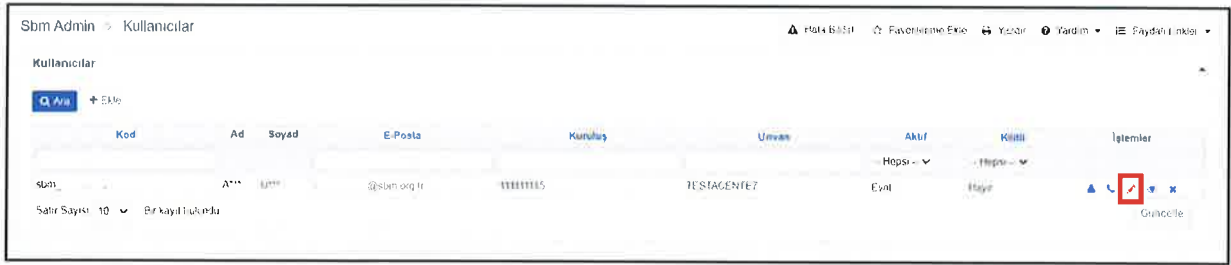 Sbm Admin > Kullanıcılar
Hata Bildir Favorilerime Ekle Yazdır Yardım Faydalı Linkler
Kullanıcılar
Ara + Ekle
Kod Ad Soyad E-Posta Kuruluş Unvan Aktif Kilitli İşlemler
- Hepsi - - Hepsi -
sbm_ A*** @sbm.org.tr TESTACENTE7 Evet Hayır
Satır Sayısı 10 Bir kayıt bulundu
Güncelle